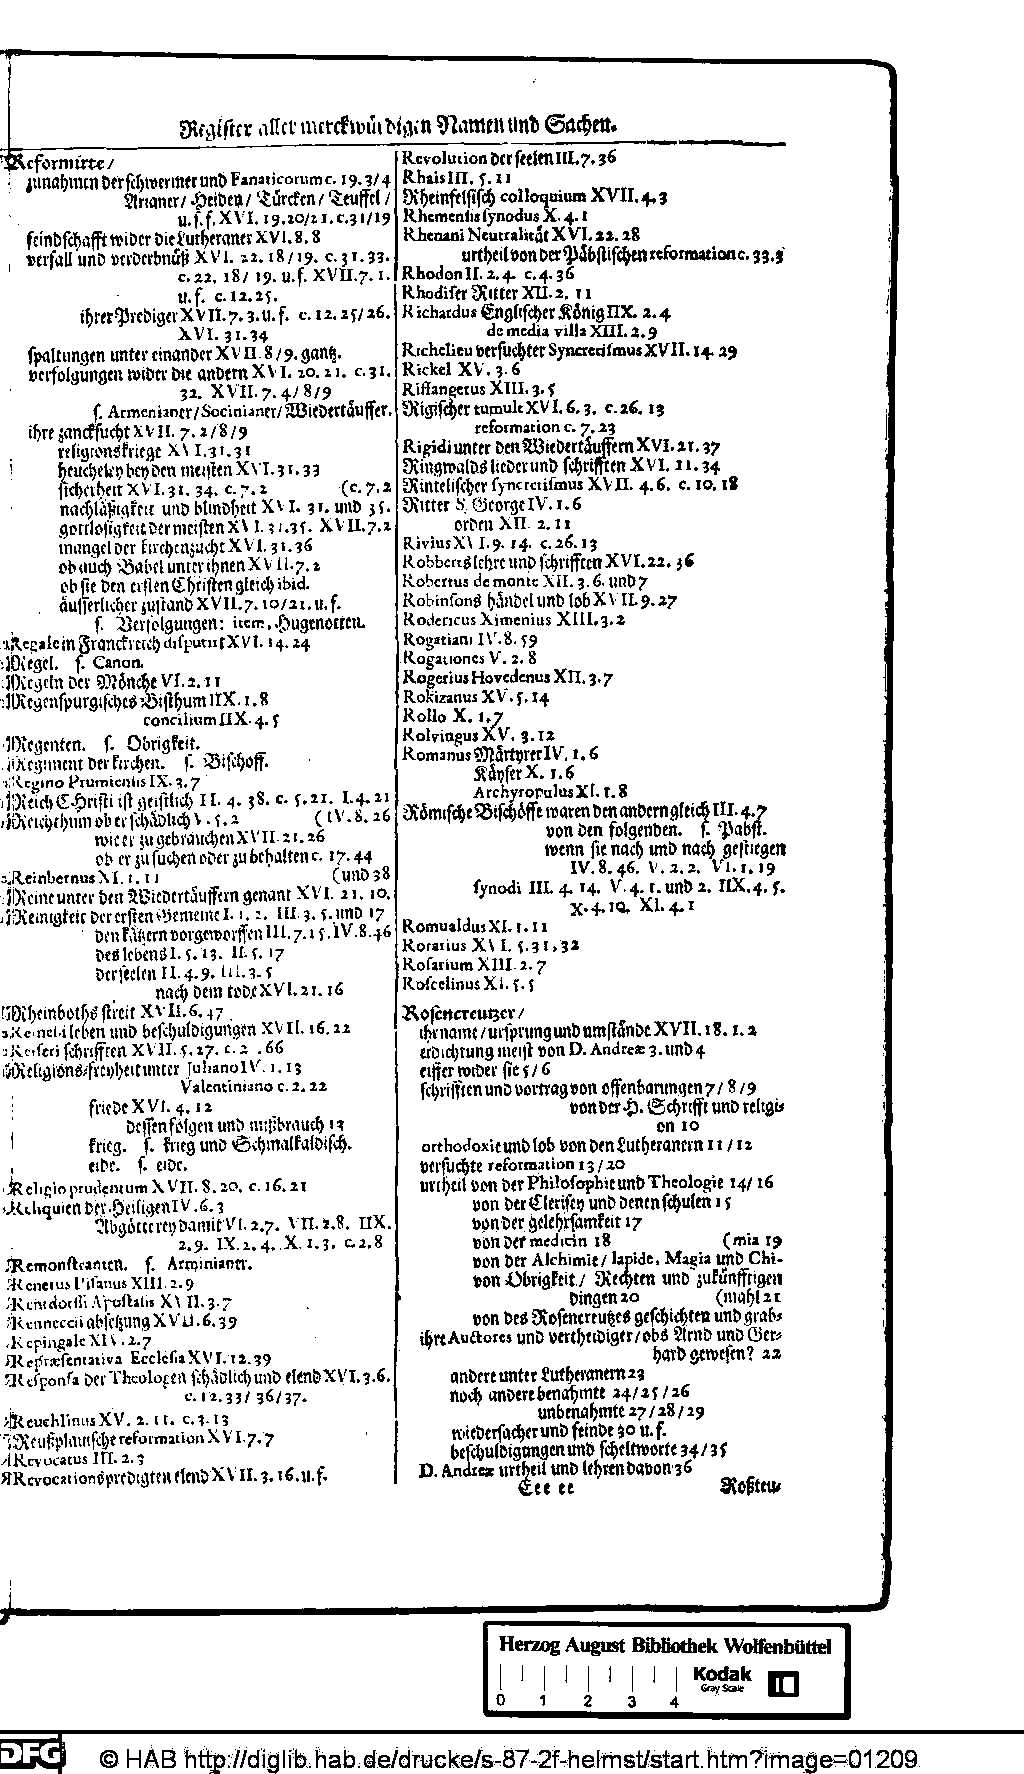 Register aller merckwürdigen Namen und Sachen.
Reformirte/
zunahmen der schwermer und Fanaticorum c. 19. 3/4
Arianer/ Heiden/ Türcken/ Teuffel/
u.s.f. XVI. 19.20/21. c.31/19
feindschafft wider die Lutheraner XVI. 8. 8
verfall und verderbnüß XVI. 22. 18/19. c. 31. 33.
c. 22. 18/ 19. u.f. XVII.7. 1.
u.f. c. 12.25.
ihrer Prediger XVII. 7. 3. u.f. c. 12. 25/26.
XVI. 31.34
spaltungen unter einander XVII. 8/9. gantz.
verfolgungen wider die andern XVI. 20. 21. c. 31.
32. XVII. 7. 4/8/9
s. Armenianer/ Socinianer/ Wiedertäuffer.
ihre zancksucht XVII. 7. 2/8/9
religionskriege XVI. 31. 31
heucheley bey den meisten XVI. 31. 33
sicherheit XVI. 31. 34. c. 7. 2 (c. 7. 2
nachläßigkeit und blindheit XVI. 31. und 35.
gottlosigkeit der meisten XVI. 31.35. XVII.7.2
mangel der kirchenzucht XVI. 31. 36
ob auch Babel unter ihnen XVII. 7. 2
ob sie den ersten Christen gleich ibid.
äusserlicher zustand XVII. 7. 10/21. u.f.
s. Verfolgungen: item, Hugenotten.
Regale in Franckreich disputirt XVI. 14. 24
Riegel. s. Canon.
Regeln der Mönche VI. 2. 11
Regenspurgisches Bisthum IIX. 1. 8
concilium IIX. 4. 5
Regenten. s. Obrigkeit.
Regiment der kirchen. s. Bischoff.
Regino Prumiensis IX. 3. 7
Reich Christi ist geistlich II. 4. 38. c. 5. 21. I. 4. 21
Reichthum ob er schädlich V. 5. 2 (IV. 8. 26
wie er zu gebrauchen XVII. 21. 26
ob er zu suchen oder zu behalten c. 17. 44
Reinbernus XI. 1. 11 (und 38
Reine unter den Wiedertäuffern genant XVI. 21. 10.
Reinigkeit der ersten Gemeine I. 1. 2. III. 3. 5. und 17
den kätzern vorgeworffen III. 7. 15. IV. 8. 46
des lebens I. 5. 13. II. 5. 17
der seelen II. 4. 9. III. 3. 5
nach dem tode XVI. 21. 16
Rheinboths streit XVII. 6. 47
leben und beschuldigungen XVII. 16. 22
Reiseri schrifften XVII. 5. 27. c. 2 . 66
Religions-freyheit unter Juliano IV. 1. 13
Valentiniano c. 2. 22
friede XVI. 4. 12
dessen folgen und mißbrauch 13
krieg. s. krieg und Schmalkaldisch.
eide. s. eide.
Religio prudentum XVII. 8. 20. c. 16. 21
Reliquien der Heiligen IV. 6. 3
Abgötterey damit VI. 2. 7. VII. 2. 8. IIX.
2. 9. IX. 2. 4. X. 1. 3. c. 2. 8
Remonstranten. s. Arminianer.
Renerus Pisanus XIII. 2. 9
Rensdorffii Apostasis XVII. 3. 7
Renneccii absetzung XVII. 6. 39
Repingale XIV. 2. 7
Repræsentativa Ecclesia XVI. 12. 39
Responsa der Theologen schädlich und elend XVI. 3. 6.
c. 12. 33/ 36/ 37.
Reuchlinus XV. 2. 11. c. 3. 13
Reußplauische reformation XVI. 7. 7
Revocatus III. 2. 3
Revocationspredigten elend XVII. 3. 16. u.f.
Revolution der seelen III. 7. 36
Rhais III. 5. 11
Rheinfelsisch colloquium XVII. 4. 3
Rhemensis synodus X. 4. 1
Rhenani Neutralität XVI. 22. 28
urtheil von der Päbstischen reformation c. 33. 3
Rhodon II. 2. 4. c. 4. 36
Rhodiser Ritter XII. 2. 11
Richardus Englischer König IIX. 2. 4
de media villa XIII. 2. 9
Richelieu versuchter Syncretismus XVII. 14. 29
Rickel XV. 3. 6
Riffangerus XIII. 3. 5
Rigischer tumult XVI. 6. 3. c. 26. 13
reformation c. 7. 23
Rigidi unter den Wiedertäuffern XVI. 21. 37
Ringwalds lieder und schrifften XVI. 11. 34
Rintelischer syncretismus XVII. 4. 6. c. 10. 18
Ritter S. George IV. 1. 6
orden XII. 2. 11
Rivius XVI. 9. 14. c. 26. 13
Robberts lehre und schrifften XVI. 22. 36
Robertus de monte XII. 3. 6. und 7
Robinsons händel und lob XVII. 9. 27
Rodericus Ximenius XIII. 3. 2
Rogatiani IV. 8. 59
Rogationes V. 2. 8
Rogerius Hovedenus XII. 3. 7
Rokizanus XV. 5. 14
Rollo X. 1. 7
Rolvingus XV. 3. 12
Romanus Märtyrer IV. 1. 6
Käyser X. 1. 6
Archyropulus XI. 1. 8
Römische Bischöffe waren den andern gleich III. 4. 7
von den folgenden. s. Pabst.
wenn sie nach und nach gestiegen
IV. 8. 46. V. 2. 2. VI. 1. 19
synodi III. 4. 14. V. 4. 1. und 2. IIX. 4. 5.
X. 4. 10. XI. 4. 1
Romualdus XI. 1. 11
Rorarius XVI. 5. 31, 32
Rosarium XIII. 2. 7
Roscelinus XI. 5. 5
Rosencreutzer/
ihr name/ ursprung und umstände XVII. 18. 1. 2
erdichtung meist von D. Andreæ 3. und 4
eiffer wider sie 5/6
schrifften und vortrag von offenbarungen 7/8/9
von der H. Schrifft und religi-
on 10
orthodoxie und lob von den Lutheranern 11/12
versuchte reformation 13/20
urtheil von der Philosophie und Theologie 14/16
von der Clerisey und denen schulen 15
von der gelehrsamkeit 17
von der medicin 18 (mia 19
von der Alchimie/ lapide, Magia und Chi-
von Obrigkeit/ Rechten und zukünfftigen
dingen 20 (mahl 21
von des Rosencreutzes geschichten und grab-
ihre Auctores und vertheidiger/ obs Arnd und Ger-
hard gewesen? 22
andere unter Lutheranern 23
noch andere benahmte 24/25/26
unbenahmte 27/28/29
wiedersacher und feinde 30 u.f.
beschuldigungen und scheltworte 34/35
D. Andreæ urtheil und lehren davon 36
Eee ee Roßteu-
Herzog August Bibliothek Wolfenbüttel
0 1 2 3 4
Kodak
Gray Scale
DFG © HAB http://diglib.hab.de/drucke/s-87-2f-helmst/start.htm?image=01209